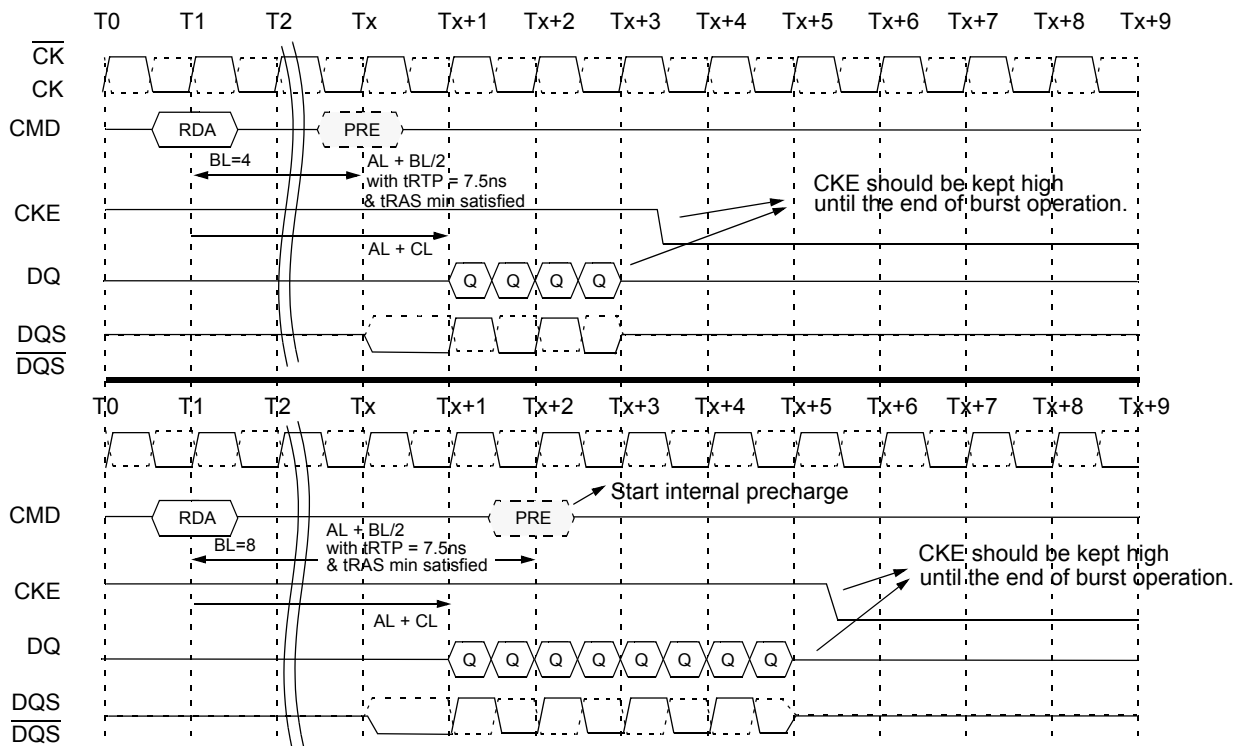 T0 T1 T2 Tx Tx+1 Tx+2 Tx+3 Tx+4 Tx+5 Tx+6 Tx+7 Tx+8 Tx+9
CK
CK
CMD RDA PRE
BL=4 AL + BL/2
with tRTP = 7.5ns
& tRAS min satisfied
CKE should be kept high
until the end of burst operation.
CKE
AL + CL
DQ Q Q Q Q
DQS
DQS
T0 T1 T2 Tx Tx+1 Tx+2 Tx+3 Tx+4 Tx+5 Tx+6 Tx+7 Tx+8 Tx+9
Start internal precharge
CMD RDA PRE
BL=8 AL + BL/2
with tRTP = 7.5ns
& tRAS min satisfied
CKE should be kept high
until the end of burst operation.
CKE
AL + CL
DQ Q Q Q Q Q Q Q Q
DQS
DQS